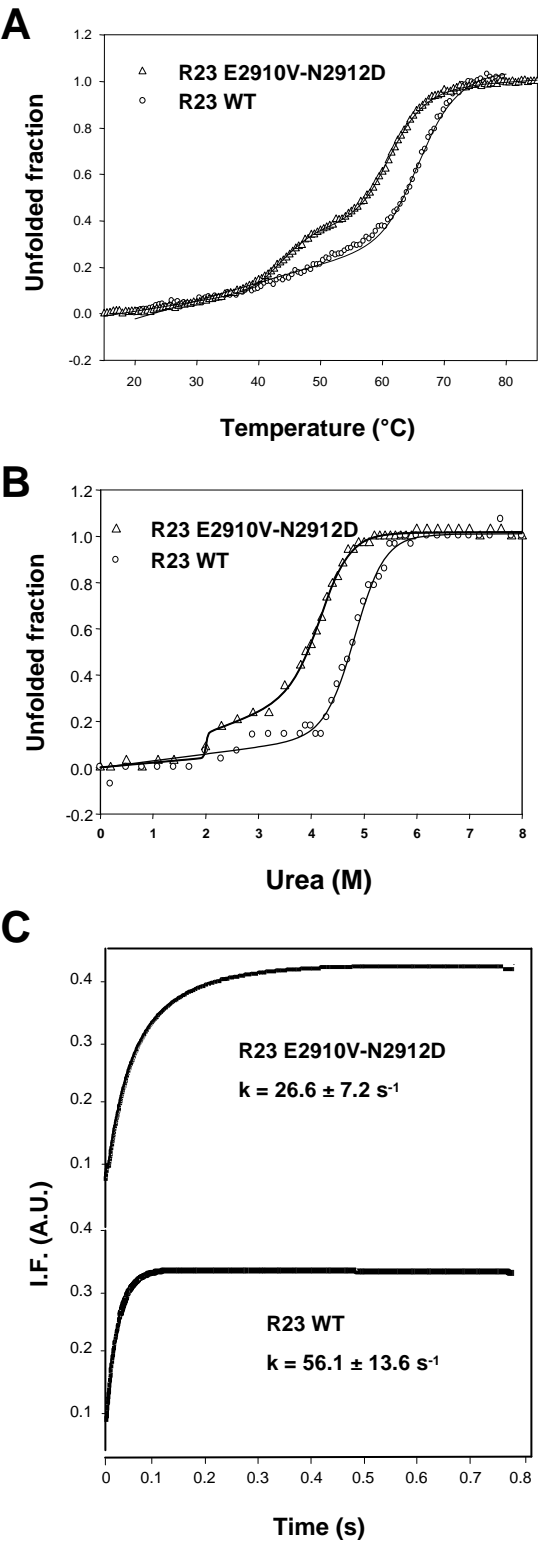 A
Unfolded fraction
1.2
1.0
0.8
0.6
0.4
0.2
0.0
-0.2
R23 E2910V-N2912D
R23 WT
20 30 40 50 60 70 80
Temperature (°C)
B
Unfolded fraction
1.2
1.0
0.8
0.6
0.4
0.2
0.0
-0.2
R23 E2910V-N2912D
R23 WT
0 1 2 3 4 5 6 7 8
Urea (M)
C
I.F. (A.U.)
0.4
0.3
0.2
0.1
R23 E2910V-N2912D
k = 26.6 ± 7.2 s-1
0.4
0.3
0.2
0.1
R23 WT
k = 56.1 ± 13.6 s-1
0 0.1 0.2 0.3 0.4 0.5 0.6 0.7 0.8
Time (s)